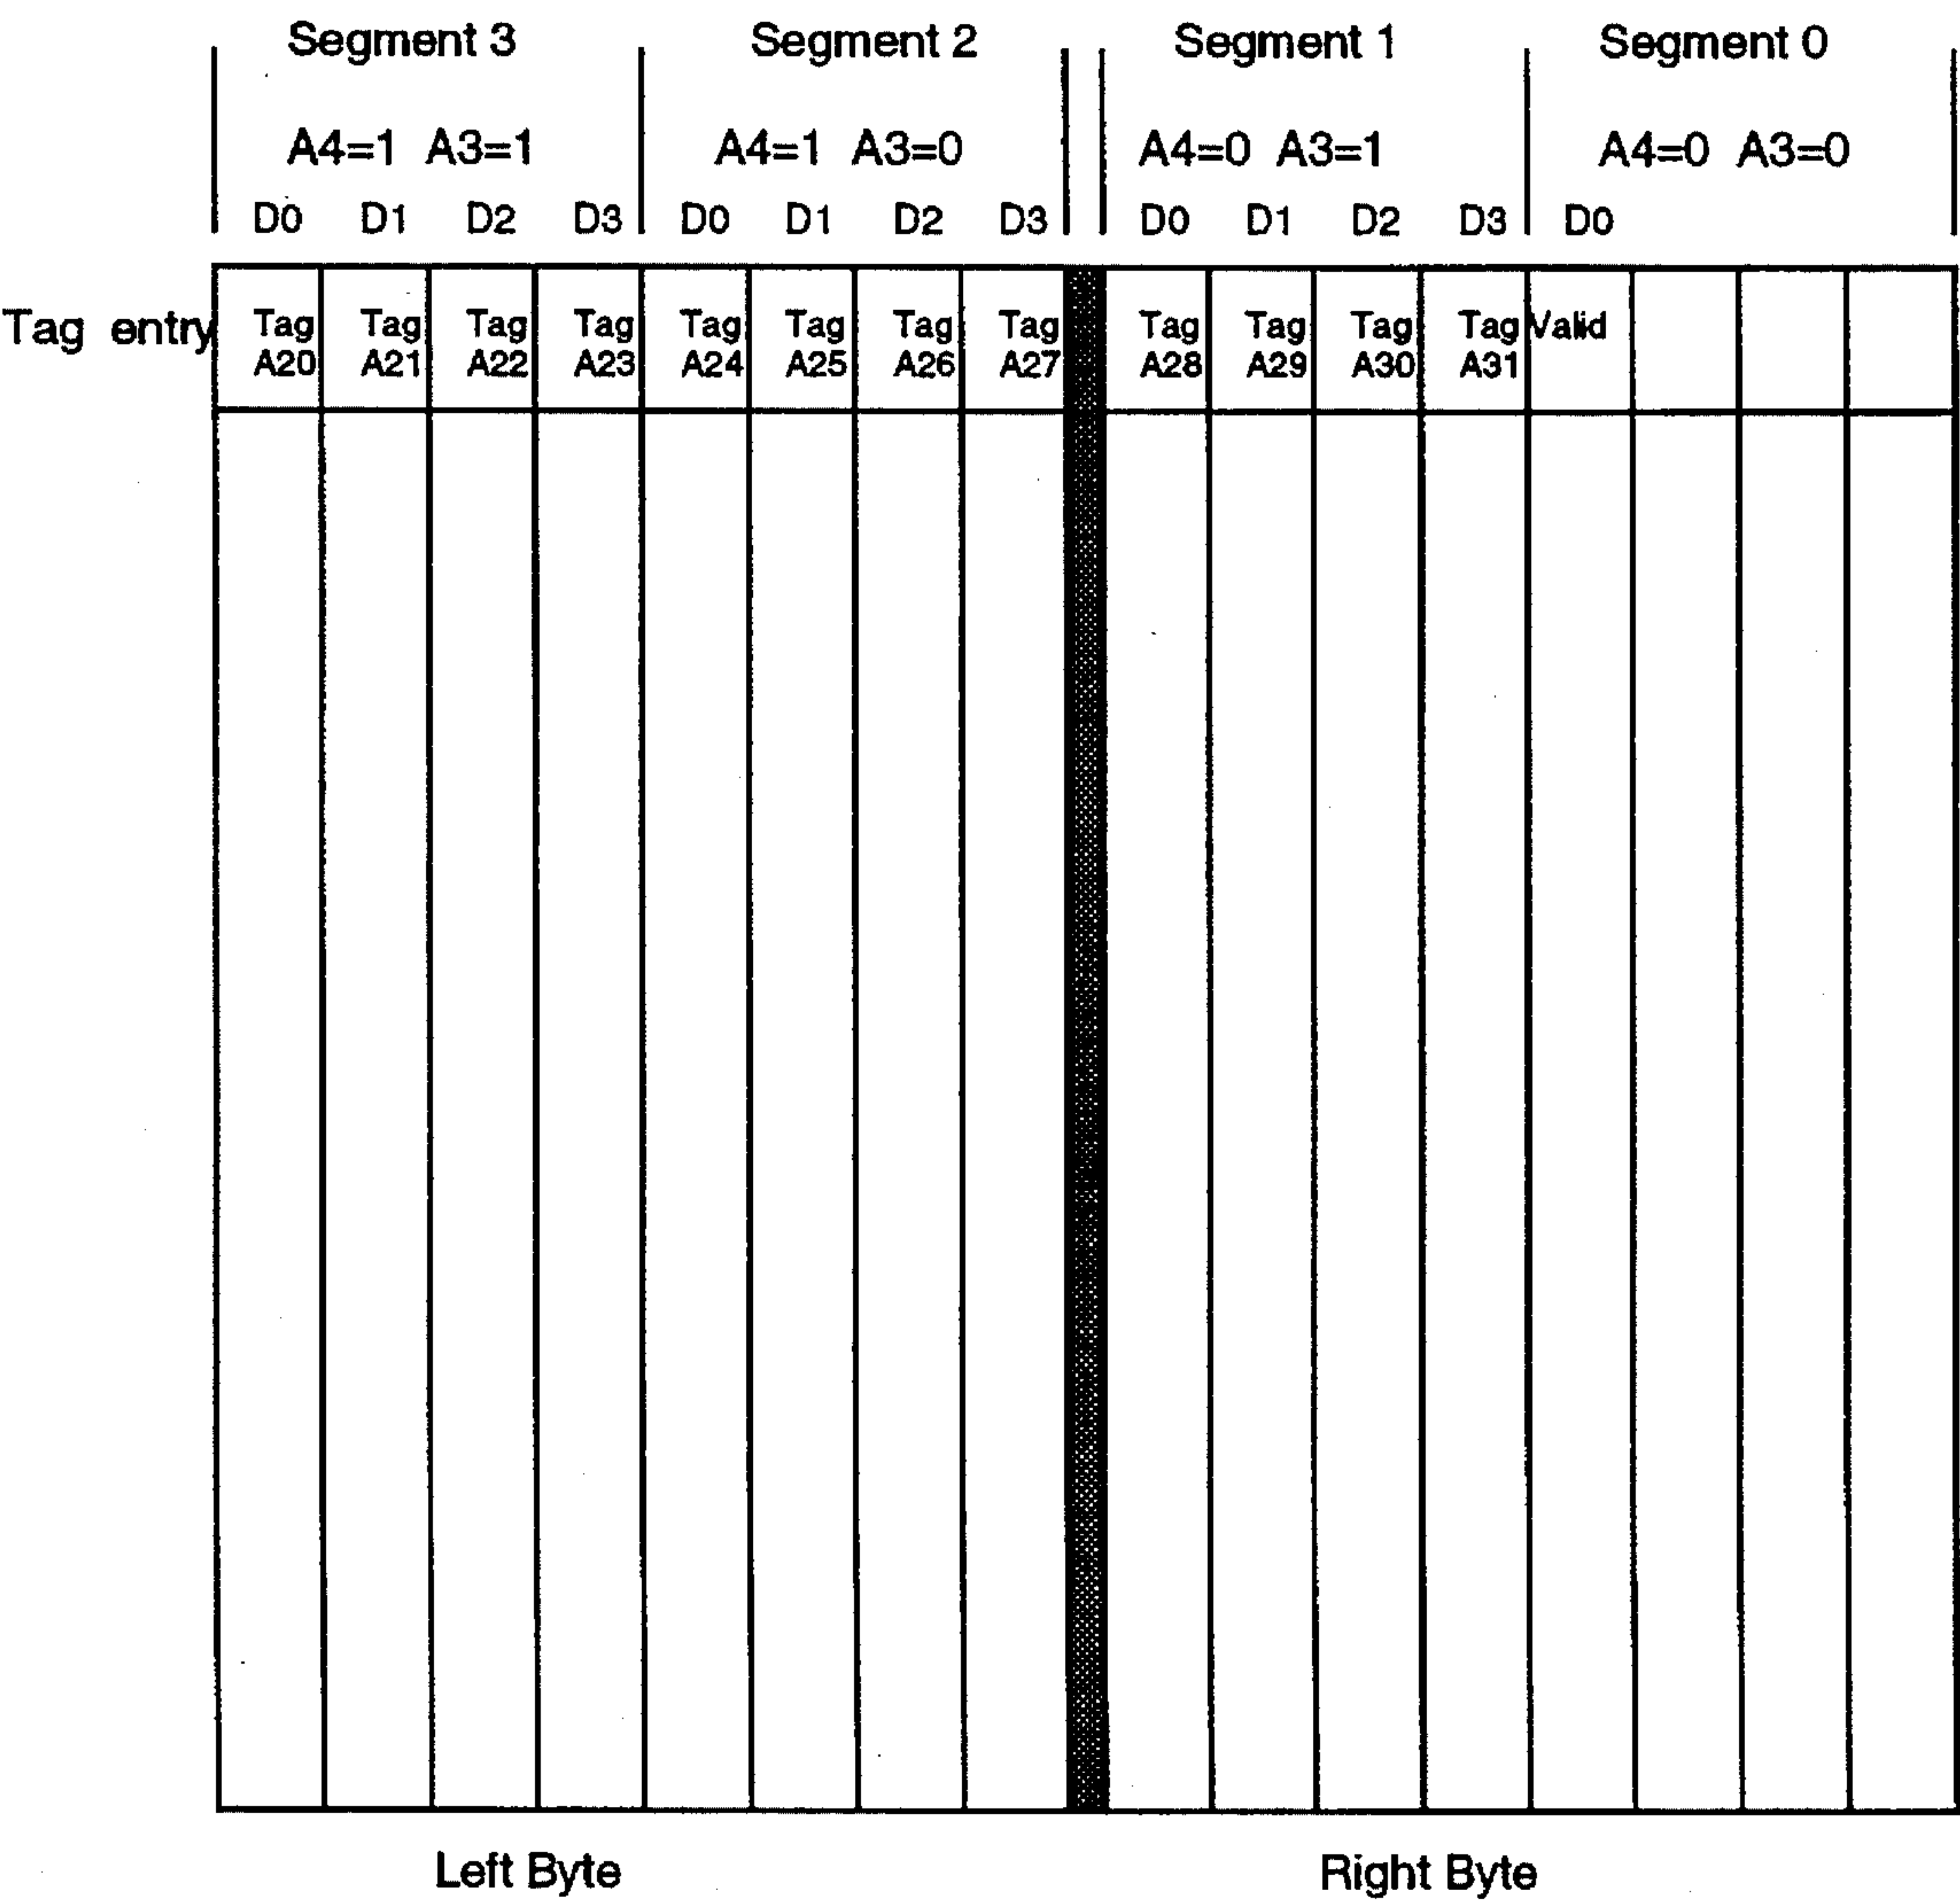 Segment 3 Segment 2 Segment 1 Segment 0
A4=1 A3=1 A4=1 A3=0 A4=0 A3=1 A4=0 A3=0
D0 D1 D2 D3 D0 D1 D2 D3 D0 D1 D2 D3 D0
Tag entry Tag Tag Tag Tag Tag Tag Tag Tag Tag Tag Tag Tag Valid
A20 A21 A22 A23 A24 A25 A26 A27 A28 A29 A30 A31
Left Byte Right Byte